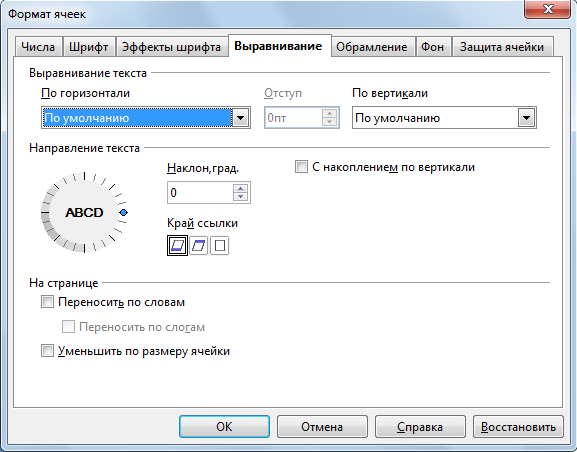 Формат ячеек
Числа Шрифт Эффекты шрифта Выравнивание Обрамление Фон Защита ячейки
Выравнивание текста
По горизонтали Отступ По вертикали
По умолчанию 0пт По умолчанию
Направление текста
Наклон,град. С накоплением по вертикали
ABCD 0
Край ссылки
На странице
Переносить по словам
Переносить по слогам
Уменьшить по размеру ячейки
OK Отмена Справка Восстановить